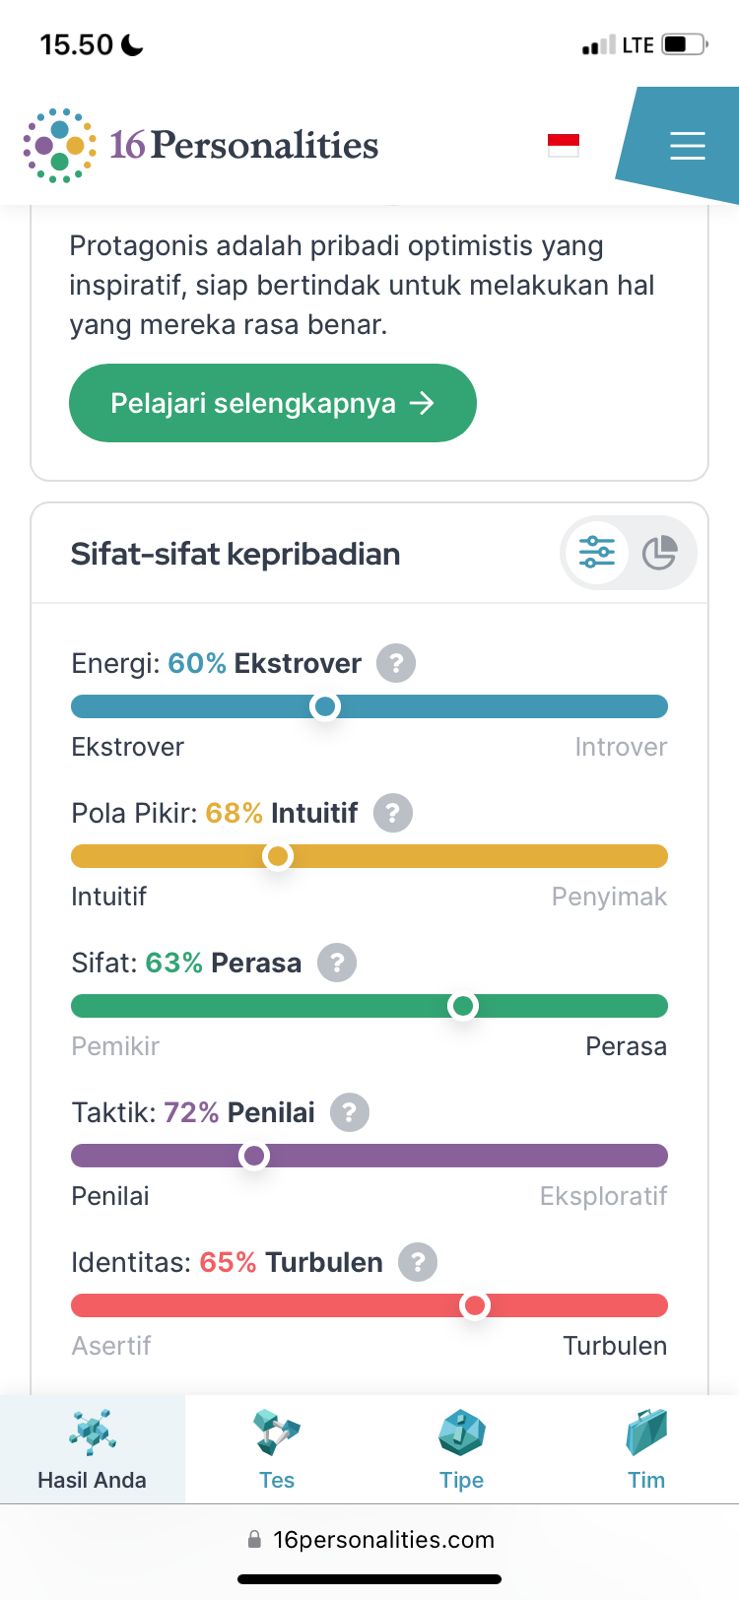 15.50
LTE
16Personalities
Protagonis adalah pribadi optimistis yang
inspiratif, siap bertindak untuk melakukan hal
yang mereka rasa benar.
Pelajari selengkapnya →
Sifat-sifat kepribadian
Energi: 60% Ekstrover ?
Ekstrover Introver
Pola Pikir: 68% Intuitif ?
Intuitif Penyimak
Sifat: 63% Perasa ?
Pemikir Perasa
Taktik: 72% Penilai ?
Penilai Eksploratif
Identitas: 65% Turbulen ?
Asertif Turbulen
Hasil Anda Tes Tipe Tim
16personalities.com